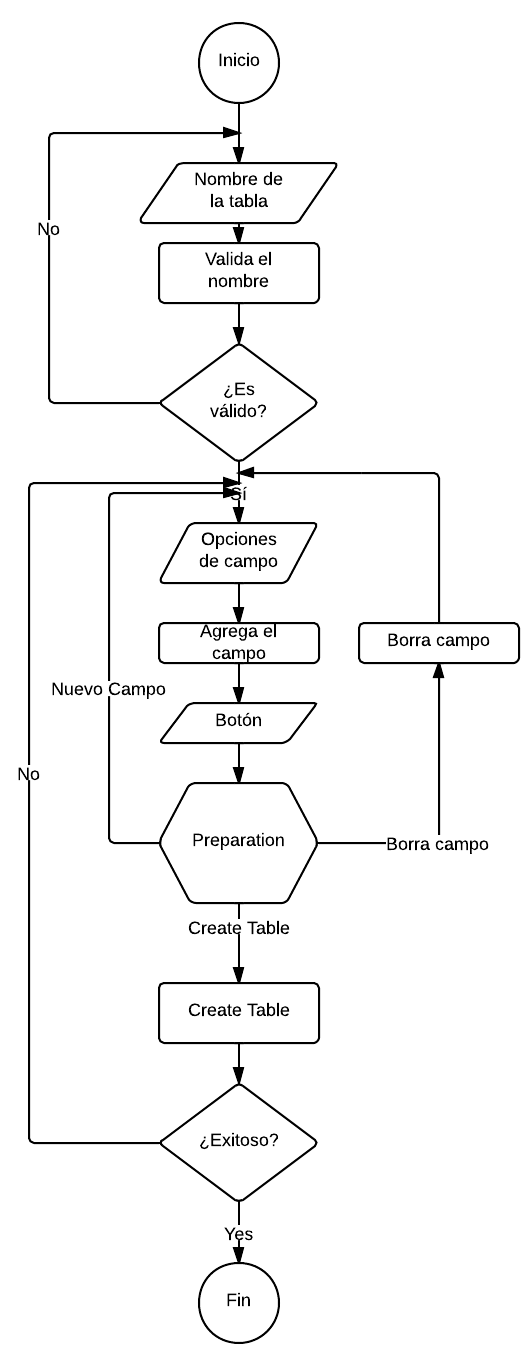 Inicio
Nombre de
la tabla
No
Valida el
nombre
¿Es
válido?
Sí
Opciones
de campo
Agrega el
campo
Borra campo
Nuevo Campo
Botón
No
Preparation
Borra campo
Create Table
Create Table
¿Exitoso?
Yes
Fin